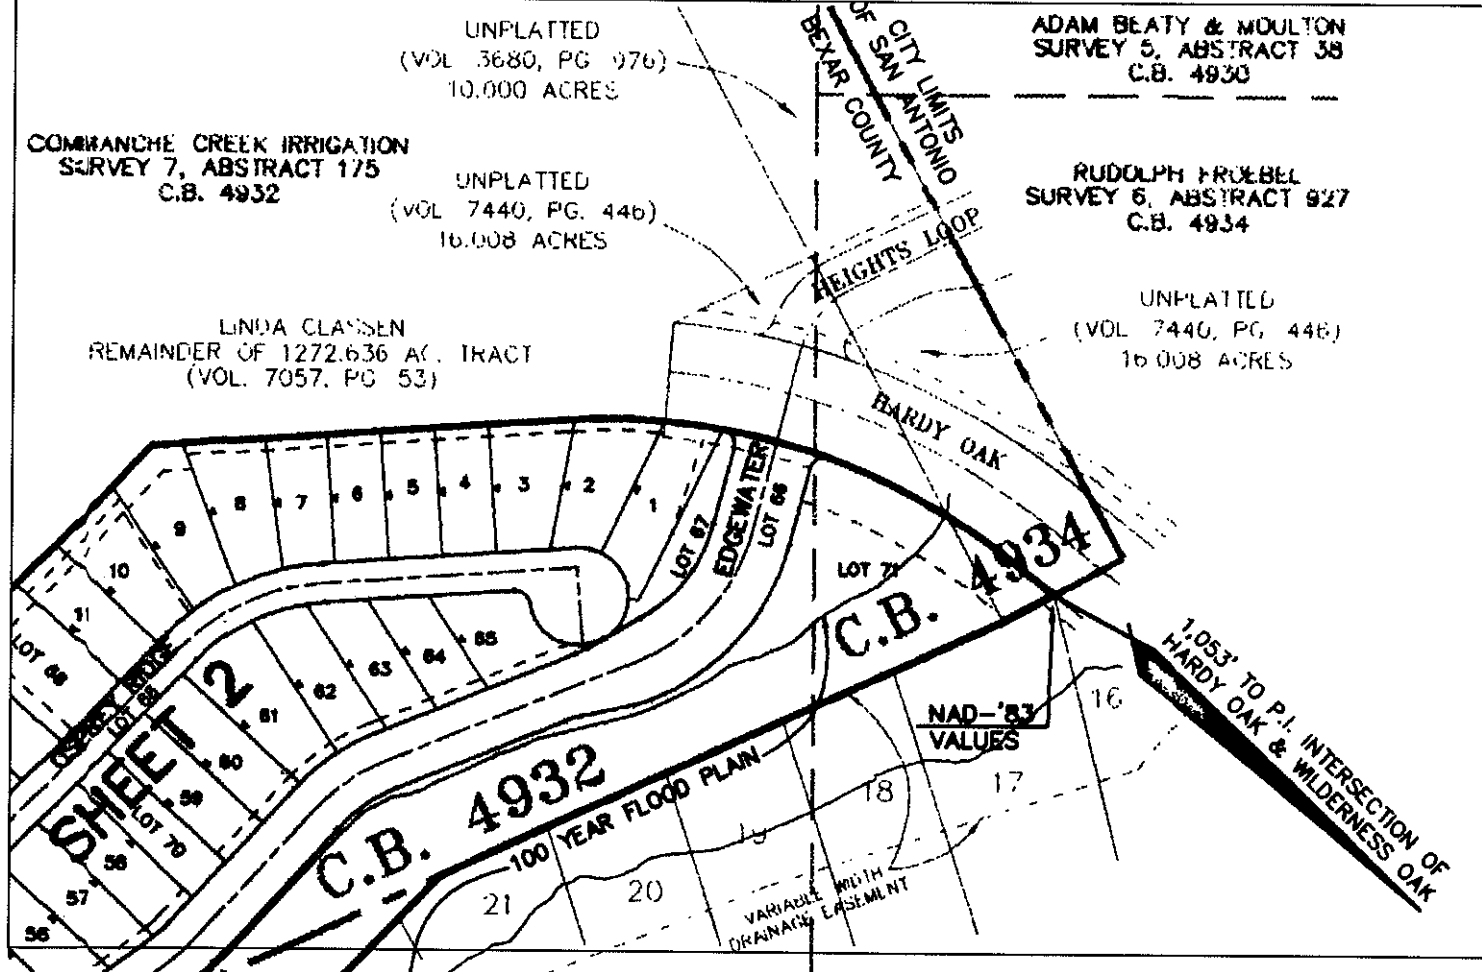 UNPLATTED
(VOL 3680, PG 976)
10.000 ACRES
CITY LIMITS
OF SAN ANTONIO
BEXAR COUNTY
ADAM BEATY & MOULTON
SURVEY 5, ABSTRACT 38
C.B. 4930
COMMANCHE CREEK IRRIGATION
SURVEY 7, ABSTRACT 175
C.B. 4932
UNPLATTED
(VOL 7440, PG. 446)
16.008 ACRES
RUDOLPH FROEBEL
SURVEY 6, ABSTRACT 927
C.B. 4934
HEIGHTS LOOP
LINDA CLASSEN
REMAINDER OF 1272.636 AC. TRACT
(VOL. 7057, PG 53)
UNPLATTED
(VOL 7440, PG 446)
16.008 ACRES
HARDY OAK
EDGEWATER
LOT 66
LOT 67
1
2
3
4
5
6
7
8
9
10
11
LOT 68
OSPREY RIDGE
LOT 68
SHEET 2
65
64
63
62
61
60
59
LOT 70
58
57
56
LOT 71
C.B. 4934
C.B. 4932
100 YEAR FLOOD PLAIN
NAD-'83
VALUES
16
17
18
19
20
21
VARIABLE WIDTH
DRAINAGE EASEMENT
1,053' TO P.I. INTERSECTION OF
HARDY OAK & WILDERNESS OAK